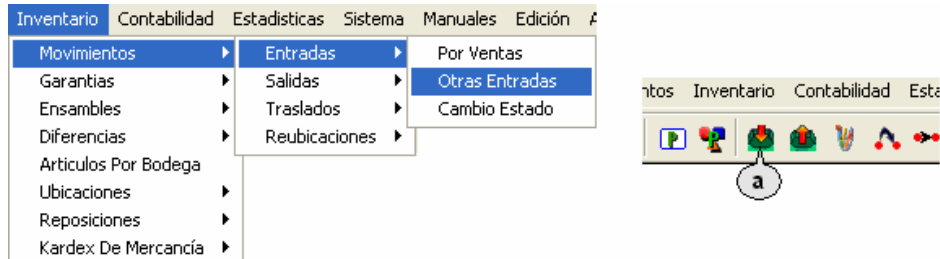 Inventario Contabilidad Estadisticas Sistema Manuales Edición
Movimientos Entradas Por Ventas
Garantias Salidas Otras Entradas
Ensambles Traslados Cambio Estado
Diferencias Reubicaciones
Articulos Por Bodega
Ubicaciones
Reposiciones
Kardex De Mercancía
ntos Inventario Contabilidad Esta
P
a